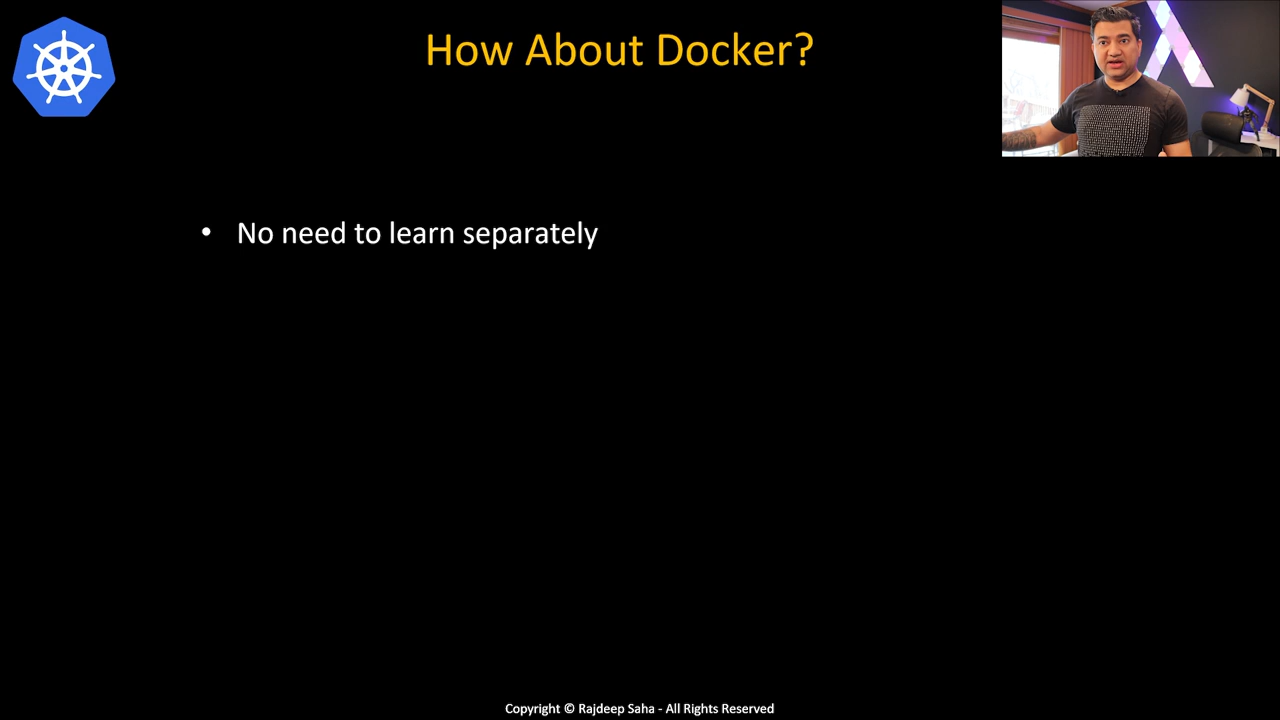 How About Docker?
• No need to learn separately
Copyright © Rajdeep Saha - All Rights Reserved